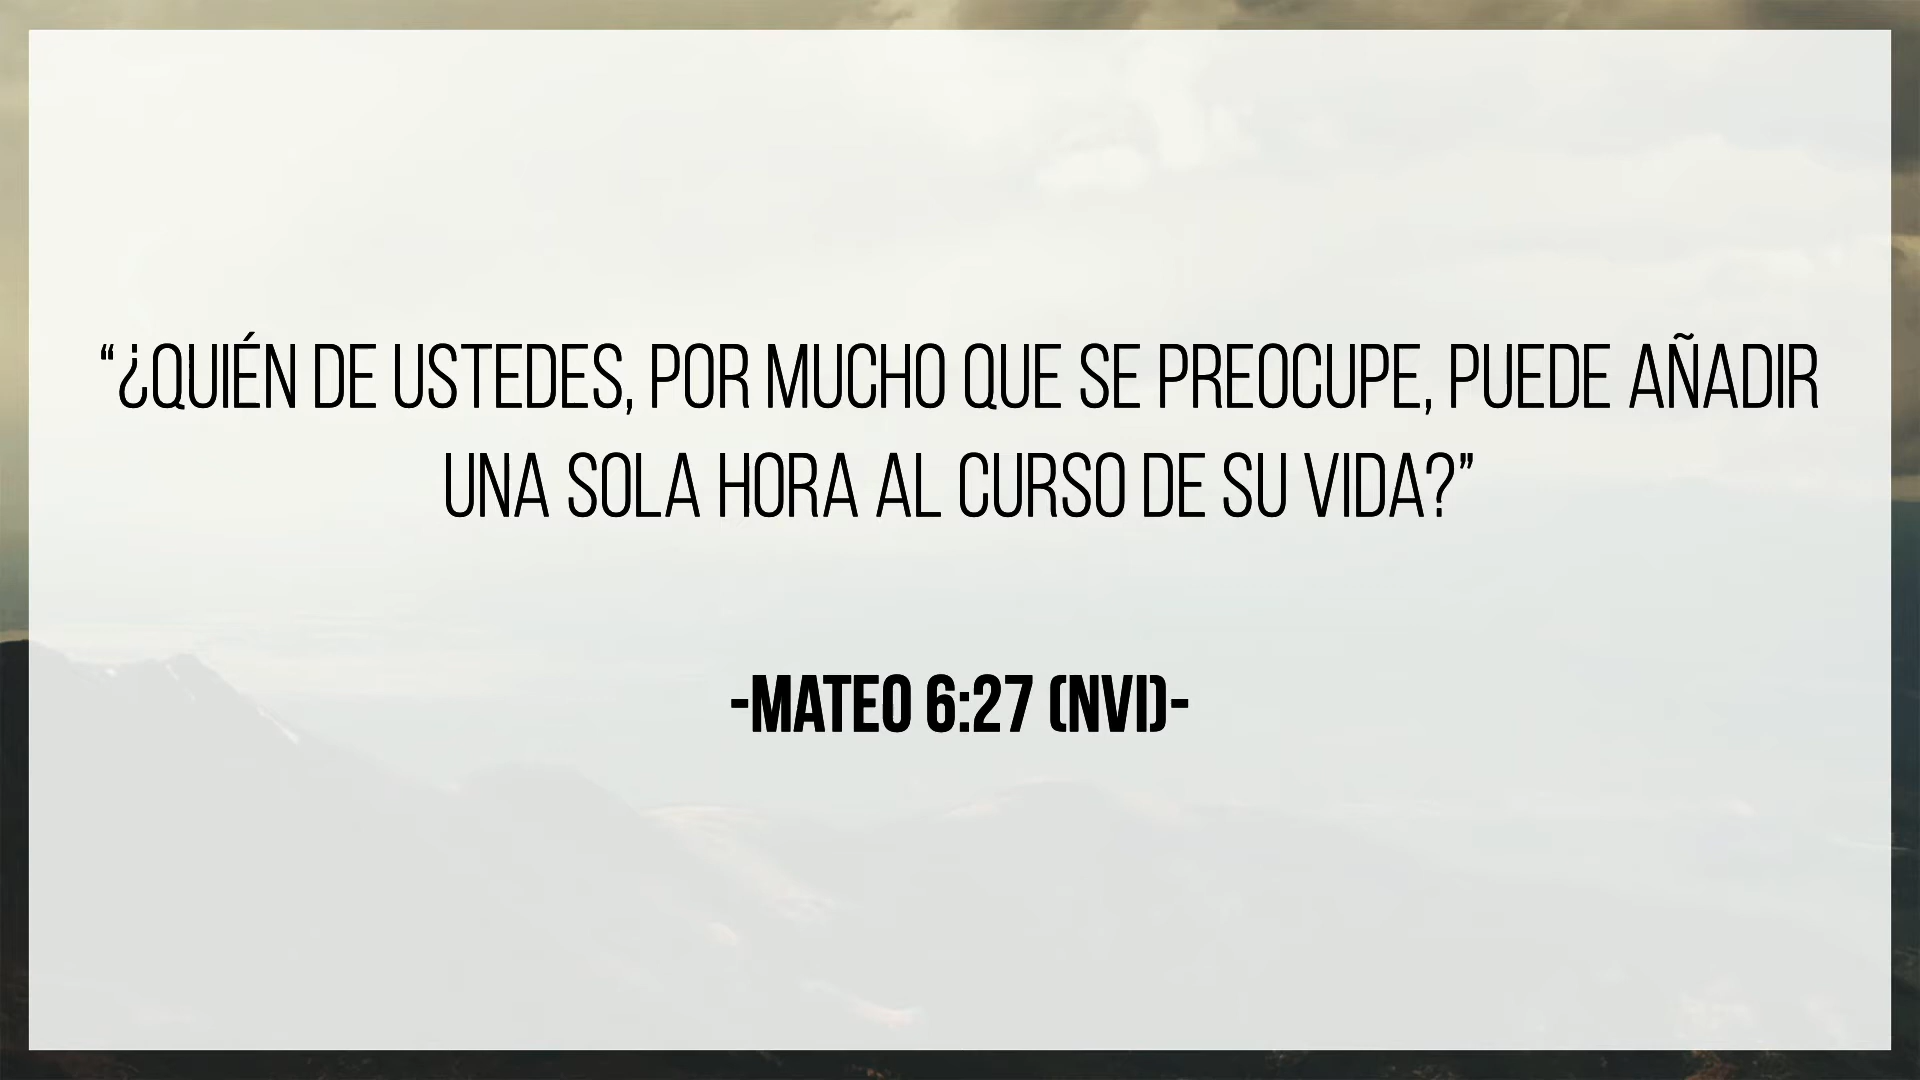 “¿QUIÉN DE USTEDES, POR MUCHO QUE SE PREOCUPE, PUEDE AÑADIR
UNA SOLA HORA AL CURSO DE SU VIDA?”
-MATEO 6:27 (NVI)-